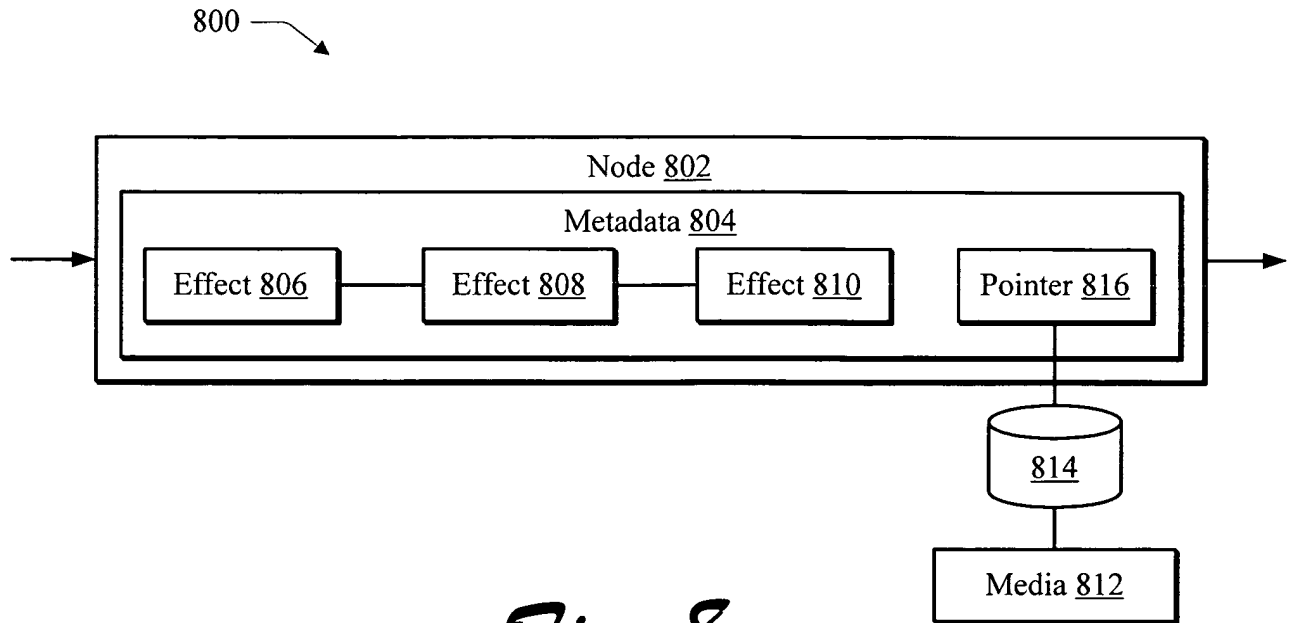 800
Node 802
Metadata 804
Effect 806
Effect 808
Effect 810
Pointer 816
814
Media 812
Fig. 8